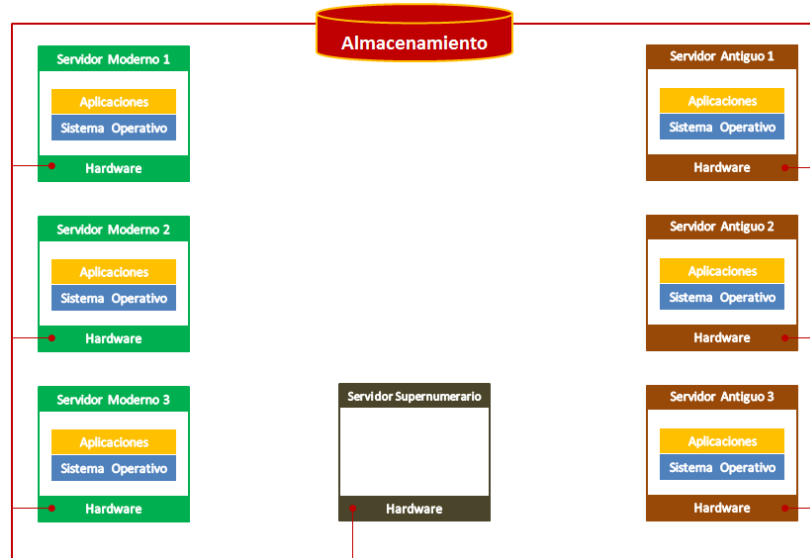 Almacenamiento
Servidor Moderno 1
Aplicaciones
Sistema Operativo
Hardware
Servidor Antiguo 1
Aplicaciones
Sistema Operativo
Hardware
Servidor Moderno 2
Aplicaciones
Sistema Operativo
Hardware
Servidor Antiguo 2
Aplicaciones
Sistema Operativo
Hardware
Servidor Moderno 3
Aplicaciones
Sistema Operativo
Hardware
Servidor Supernumerario
Hardware
Servidor Antiguo 3
Aplicaciones
Sistema Operativo
Hardware